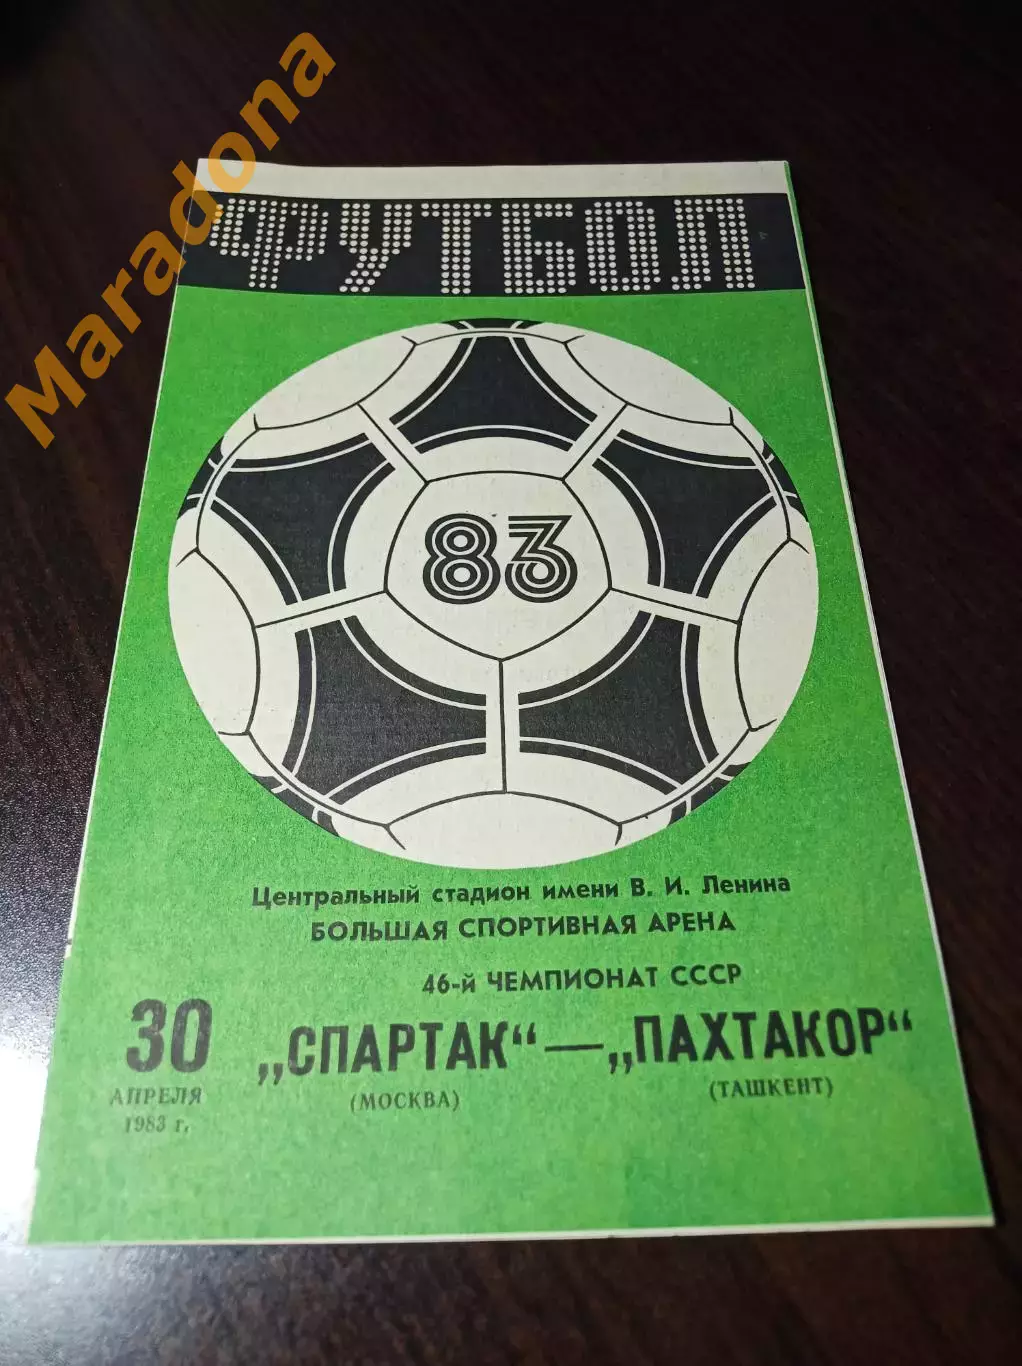 Maradona
ФУТБОЛ
83
Центральный стадион имени В. И. Ленина
БОЛЬШАЯ СПОРТИВНАЯ АРЕНА
46-й ЧЕМПИОНАТ СССР
30 „СПАРТАК“ — „ПАХТАКОР“
АПРЕЛЯ (МОСКВА) (ТАШКЕНТ)
1983 г.